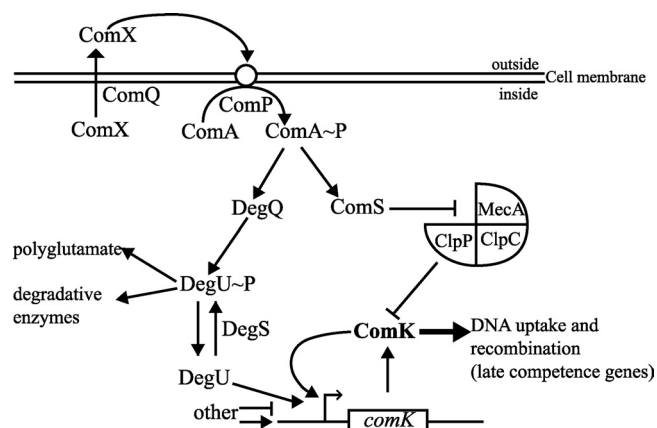 ComX
outside
Cell membrane
ComQ
inside
ComP
ComX
ComA
ComA~P
DegQ
ComS
MecA
ClpP
ClpC
polyglutamate
DegU~P
degradative
enzymes
DegS
ComK
DNA uptake and
recombination
(late competence genes)
DegU
other
comK